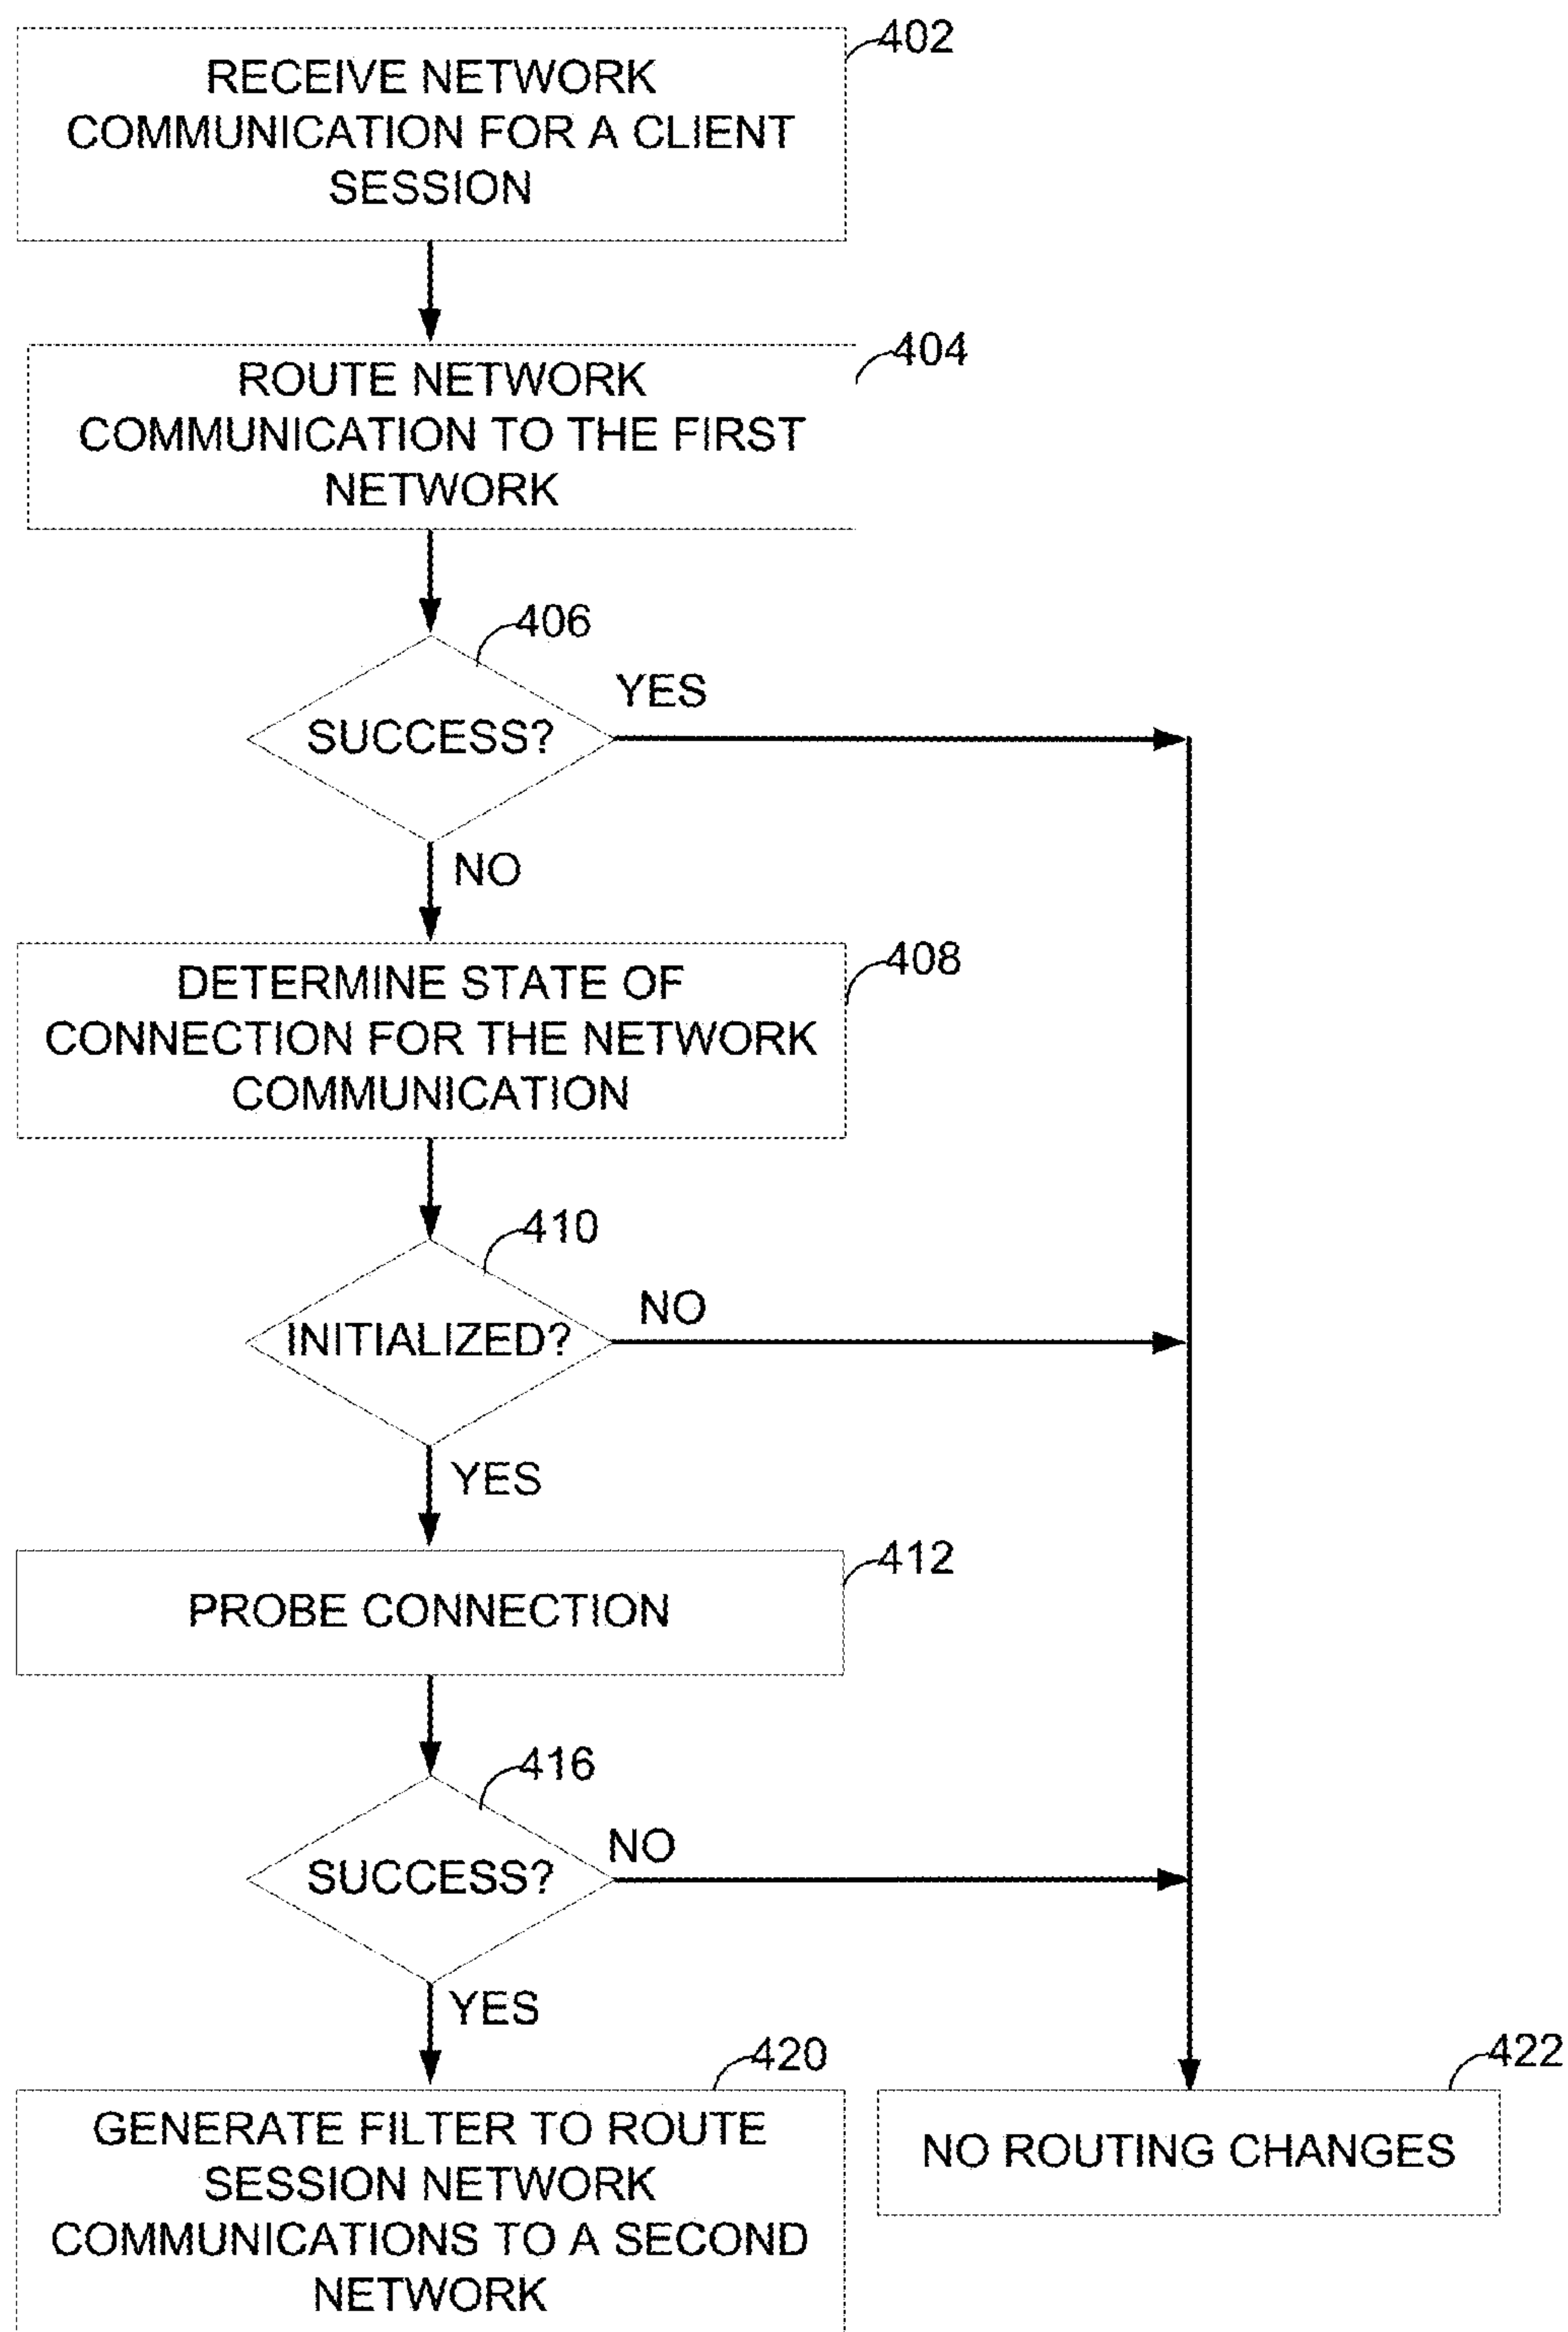 402
RECEIVE NETWORK
COMMUNICATION FOR A CLIENT
SESSION
404
ROUTE NETWORK
COMMUNICATION TO THE FIRST
NETWORK
406
YES
SUCCESS?
NO
408
DETERMINE STATE OF
CONNECTION FOR THE NETWORK
COMMUNICATION
410
NO
INITIALIZED?
YES
412
PROBE CONNECTION
416
NO
SUCCESS?
YES
420
GENERATE FILTER TO ROUTE
SESSION NETWORK
COMMUNICATIONS TO A SECOND
NETWORK
422
NO ROUTING CHANGES